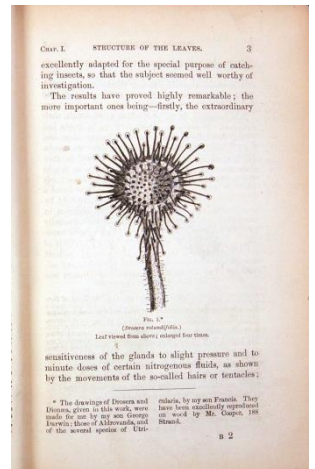 CHAP. I. STRUCTURE OF THE LEAVES. 3
excellently adapted for the special purpose of catch-
ing insects, so that the subject seemed well worthy of
investigation.
The results have proved highly remarkable; the
more important ones being—firstly, the extraordinary
FIG. 1.*
(Drosera rotundifolia.)
Leaf viewed from above; enlarged four times.
sensitiveness of the glands to slight pressure and to
minute doses of certain nitrogenous fluids, as shown
by the movements of the so-called hairs or tentacles;
* The drawings of Drosera and
Dionæa, given in this work, were
made for me by my son George
Darwin; those of Aldrovanda, and
of the several species of Utri-
cularia, by my son Francis. They
have been excellently reproduced
on wood by Mr. Cooper, 188
Strand.
B 2